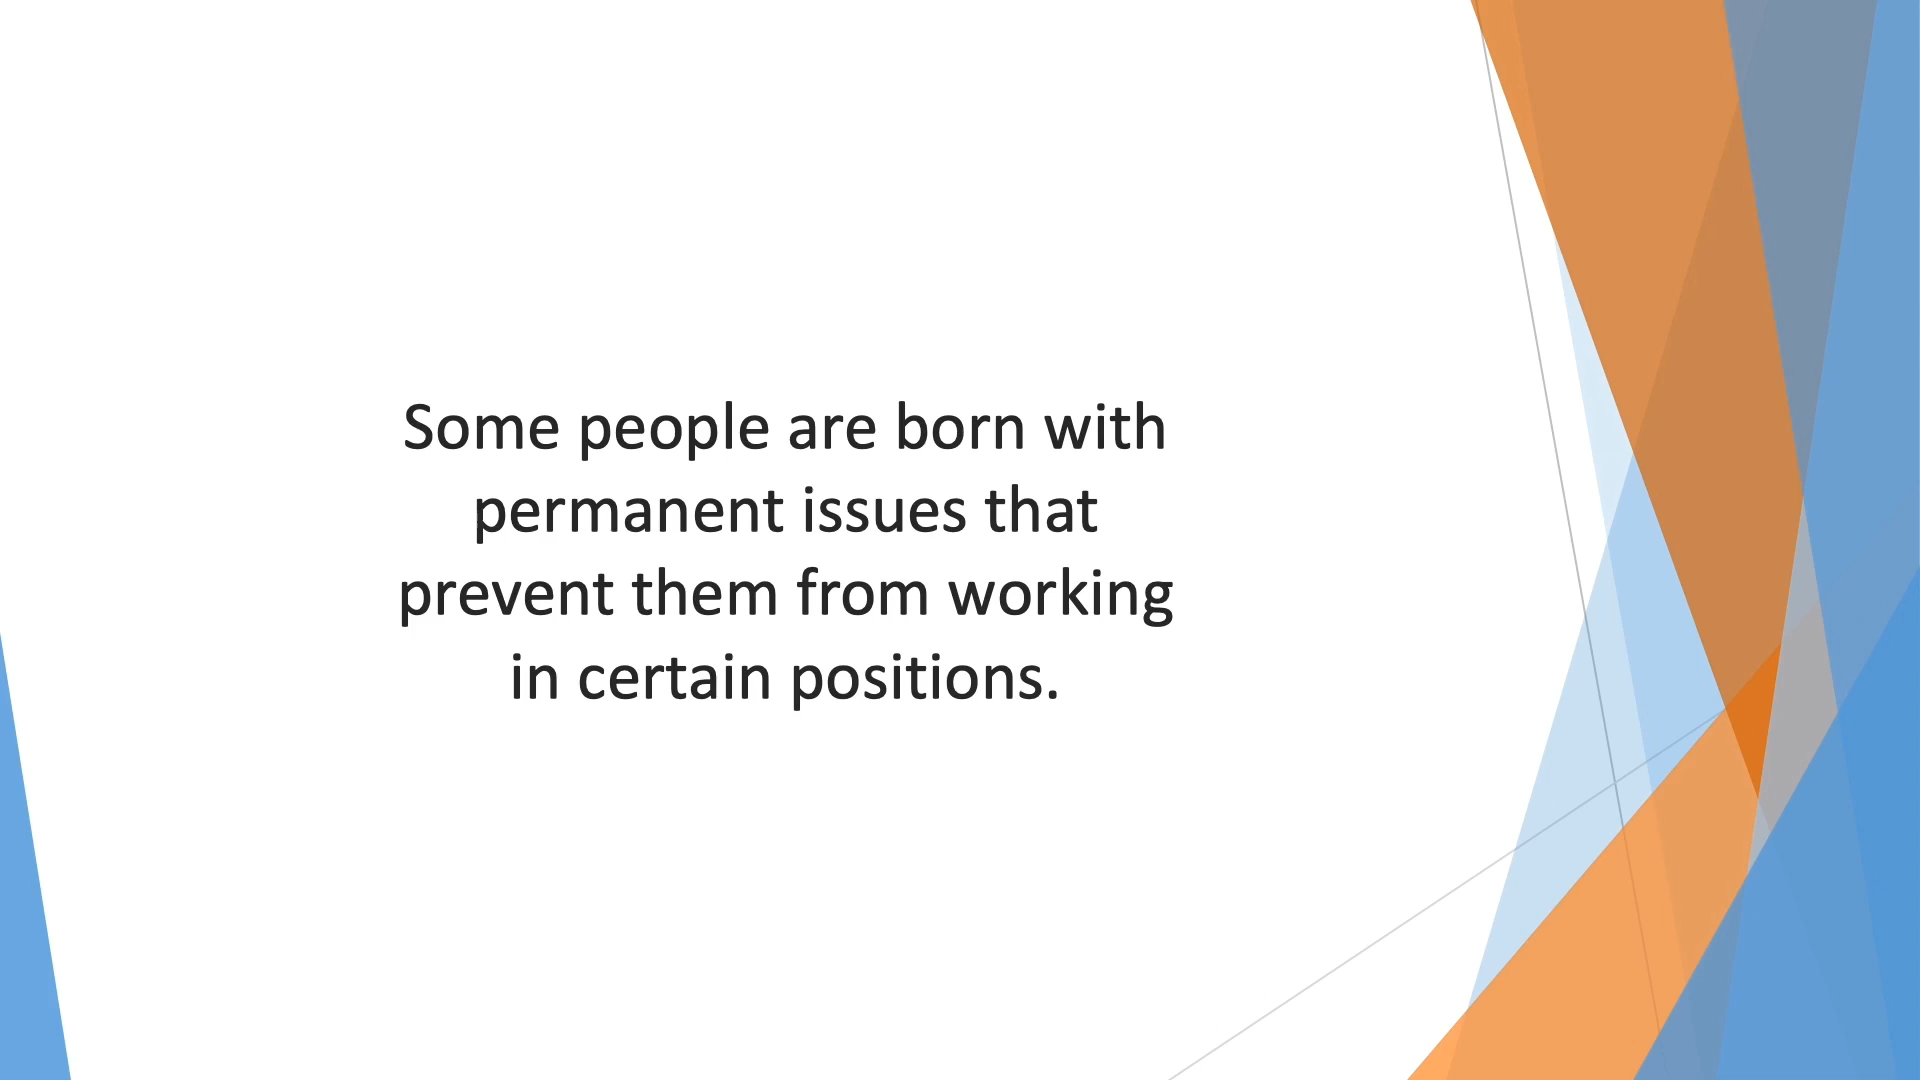 Some people are born with
permanent issues that
prevent them from working
in certain positions.